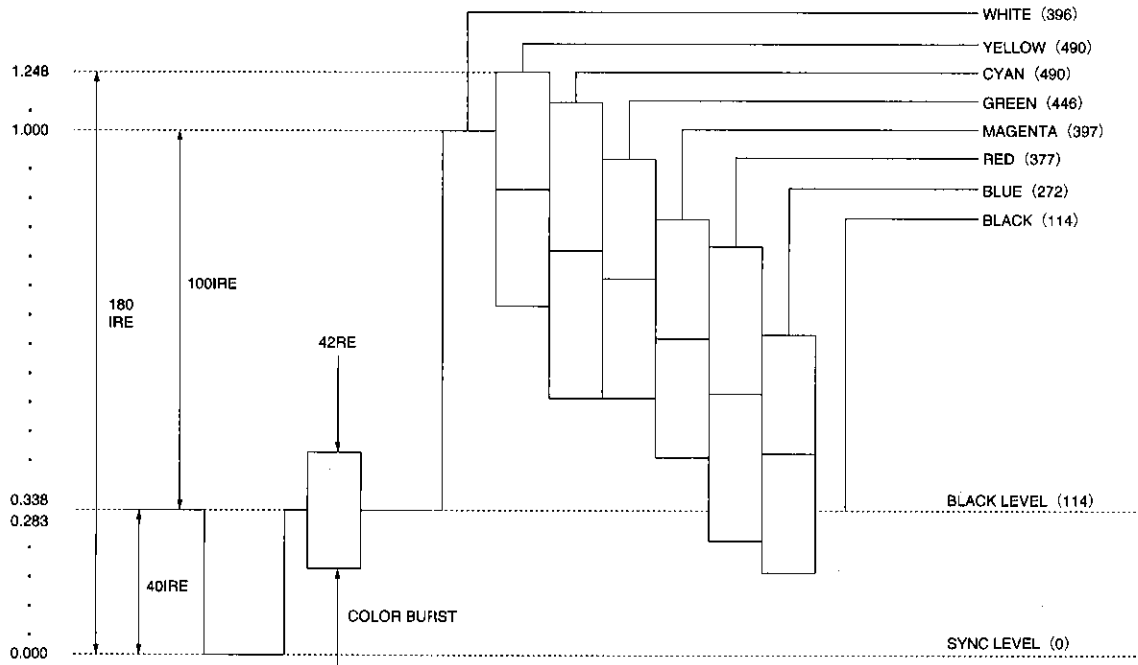 WHITE (396)
YELLOW (490)
1.248
CYAN (490)
GREEN (446)
1.000
MAGENTA (397)
RED (377)
BLUE (272)
BLACK (114)
100IRE
180
IRE
42RE
0.338
BLACK LEVEL (114)
0.283
40IRE
COLOR BURST
0.000
SYNC LEVEL (0)